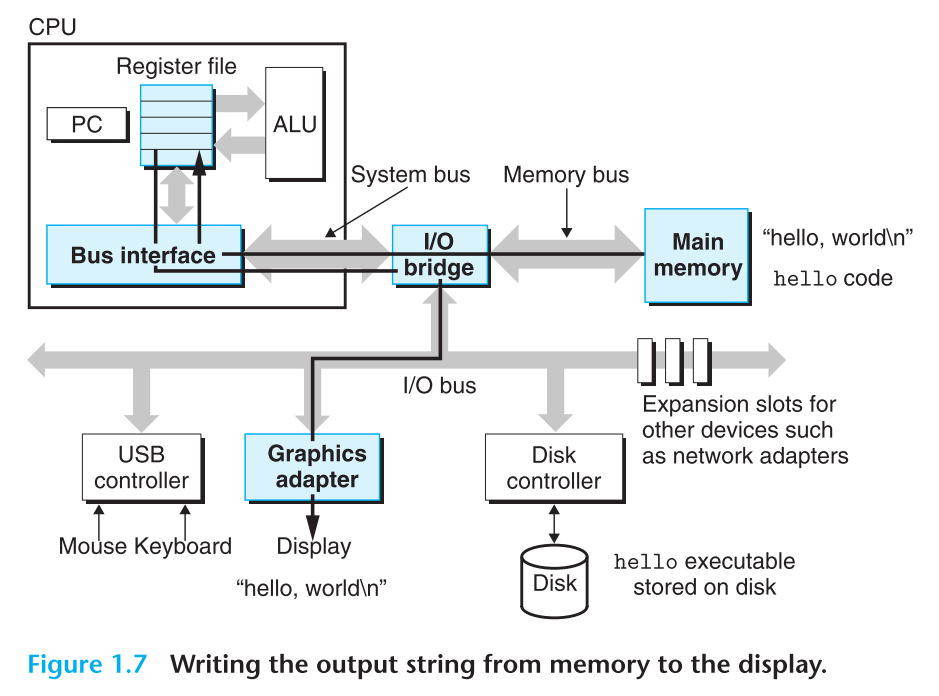 CPU
Register file
PC
ALU
System bus
Memory bus
Bus interface
I/O
bridge
Main
memory
“hello, world\n”
hello code
I/O bus
Expansion slots for
other devices such
as network adapters
USB
controller
Graphics
adapter
Disk
controller
Mouse Keyboard
Display
“hello, world\n”
Disk
hello executable
stored on disk
Figure 1.7 Writing the output string from memory to the display.